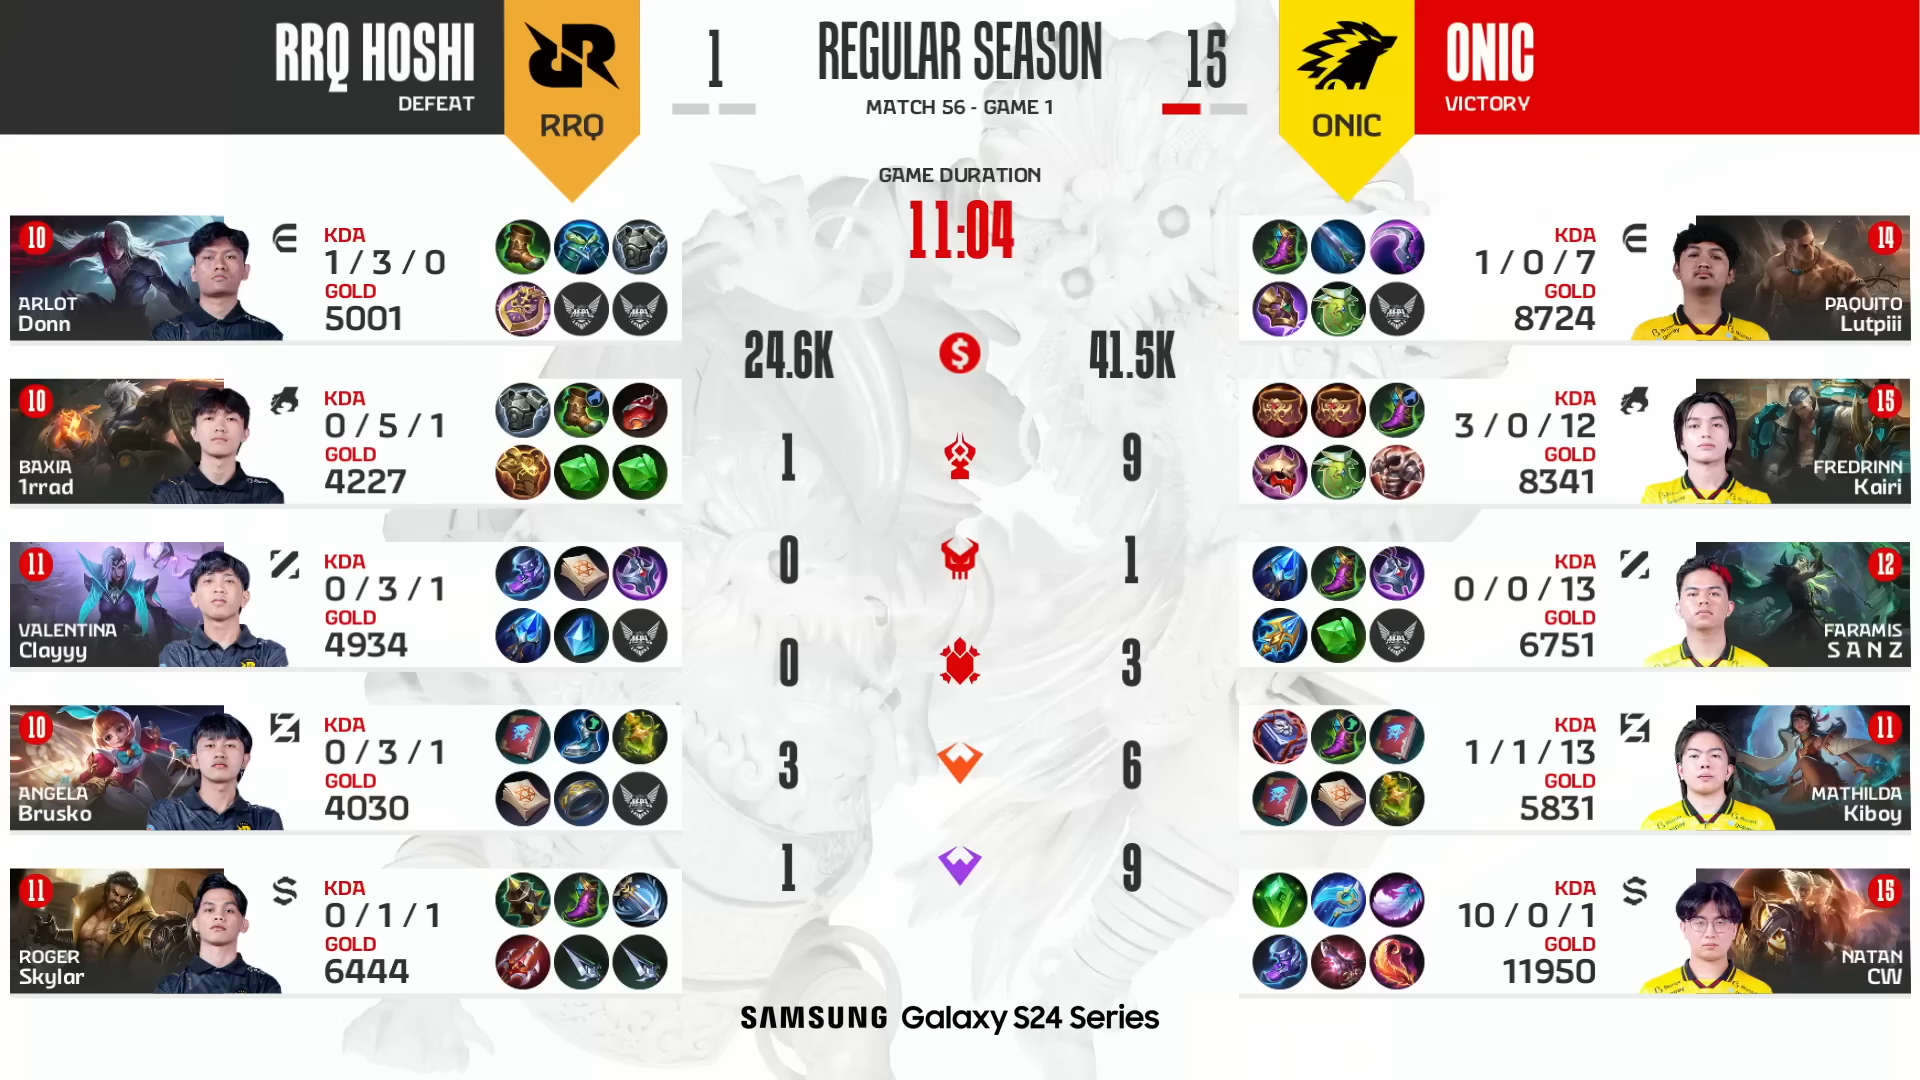 RRQ HOSHI
DEFEAT
RRQ
1
REGULAR SEASON
MATCH 56 - GAME 1
15
ONIC
ONIC
VICTORY
GAME DURATION
11:04
24.6K
41.5K
1
9
0
1
0
3
3
6
1
9
10
ARLOT
Donn
KDA
1 / 3 / 0
GOLD
5001
10
BAXIA
1rrad
KDA
0 / 5 / 1
GOLD
4227
11
VALENTINA
Clayyy
KDA
0 / 3 / 1
GOLD
4934
10
ANGELA
Brusko
KDA
0 / 3 / 1
GOLD
4030
11
ROGER
Skylar
KDA
0 / 1 / 1
GOLD
6444
KDA
1 / 0 / 7
GOLD
8724
14
PAQUITO
Lutpiii
KDA
3 / 0 / 12
GOLD
8341
15
FREDRINN
Kairi
KDA
0 / 0 / 13
GOLD
6751
12
FARAMIS
S A N Z
KDA
1 / 1 / 13
GOLD
5831
11
MATHILDA
Kiboy
KDA
10 / 0 / 1
GOLD
11950
15
NATAN
CW
SAMSUNG Galaxy S24 Series